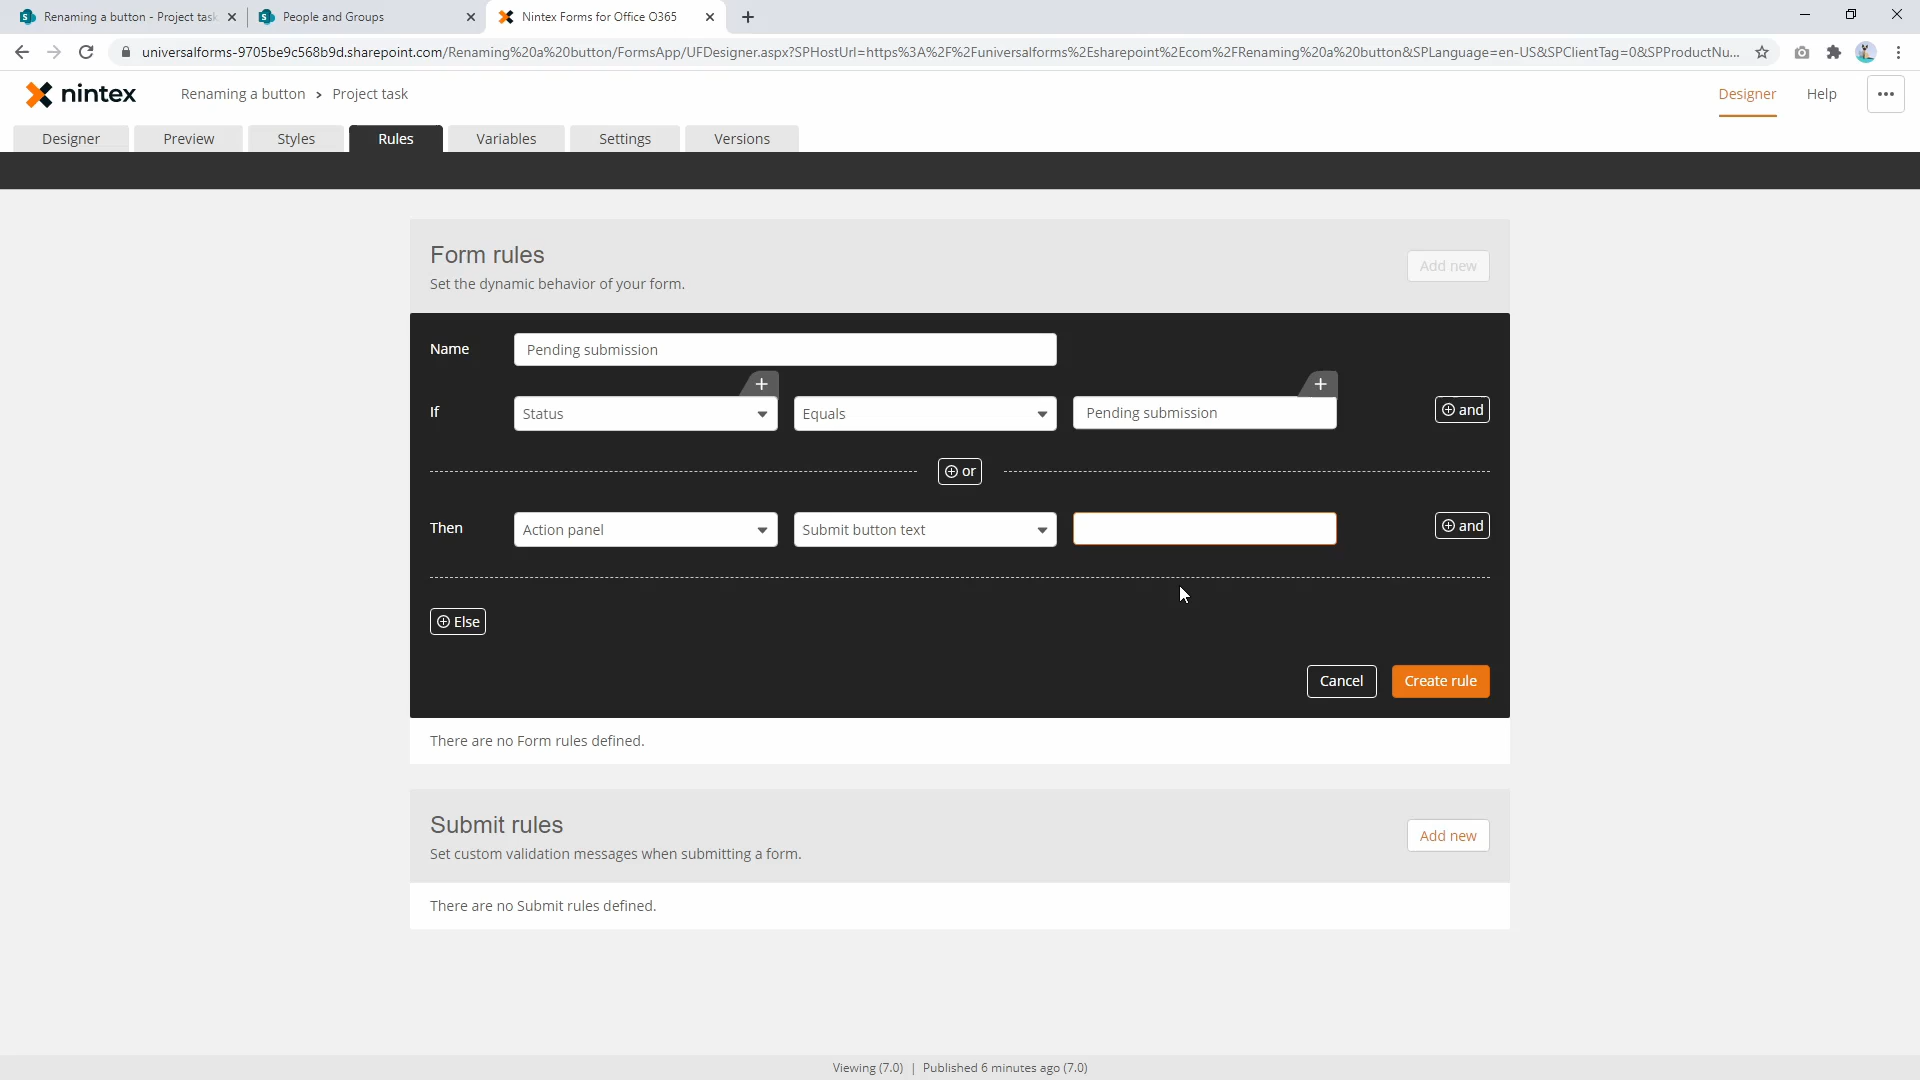 Renaming a button - Project task
People and Groups
Nintex Forms for Office O365
universalforms-9705be9c568b9d.sharepoint.com/Renaming%20a%20button/FormsApp/UFDesigner.aspx?SPHostUrl=https%3A%2F%2Funiversalforms%2Esharepoint%2Ecom%2FRenaming%20a%20button&SPLanguage=en-US&SPClientTag=0&SPProductNu...
nintex
Renaming a button > Project task
Designer
Help
Designer
Preview
Styles
Rules
Variables
Settings
Versions
Form rules
Set the dynamic behavior of your form.
Add new
Name
Pending submission
If
Status
Equals
Pending submission
and
or
Then
Action panel
Submit button text
and
Else
Cancel
Create rule
There are no Form rules defined.
Submit rules
Set custom validation messages when submitting a form.
Add new
There are no Submit rules defined.
Viewing (7.0) | Published 6 minutes ago (7.0)